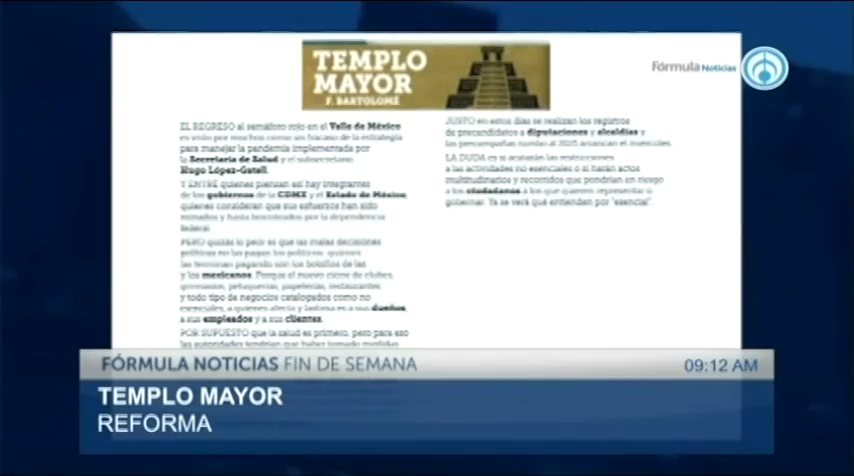 TEMPLO
MAYOR
F. BARTOLOMÉ
Fórmula Noticias
EL REGRESO al semáforo rojo en el Valle de México
es visto por muchos como un fracaso de la estrategia
para manejar la pandemia implementada por
la Secretaría de Salud y el subsecretario
Hugo López-Gatell.
Y ENTRE quienes piensan así hay integrantes
de los gobiernos de la CDMX y el Estado de México,
quienes consideran que sus esfuerzos han sido
minados y hasta boicoteados por la dependencia
federal.
PERO quizás lo peor es que las malas decisiones
políticas no las pagan los políticos: quienes
las terminan pagando son los bolsillos de las
y los mexicanos. Porque el nuevo cierre de clubes,
gimnasios, peluquerías, papelerías, restaurantes
y todo tipo de negocios catalogados como no
esenciales, a quienes afecta y lastima es a sus dueños,
a sus empleados y a sus clientes.
POR SUPUESTO que la salud es primero, pero para eso
las autoridades tendrían que haber tomado medidas
JUSTO en estos días se realizan los registros
de precandidatos a diputaciones y alcaldías y
las precampañas rumbo al 2021 arrancan el miércoles.
LA DUDA es si acatarán las restricciones
a las actividades no esenciales o si harán actos
multitudinarios y recorridos que pondrían en riesgo
a los ciudadanos a los que quieren representar o
gobernar. Ya se verá qué entienden por "esencial".
FÓRMULA NOTICIAS FIN DE SEMANA
09:12 AM
TEMPLO MAYOR
REFORMA